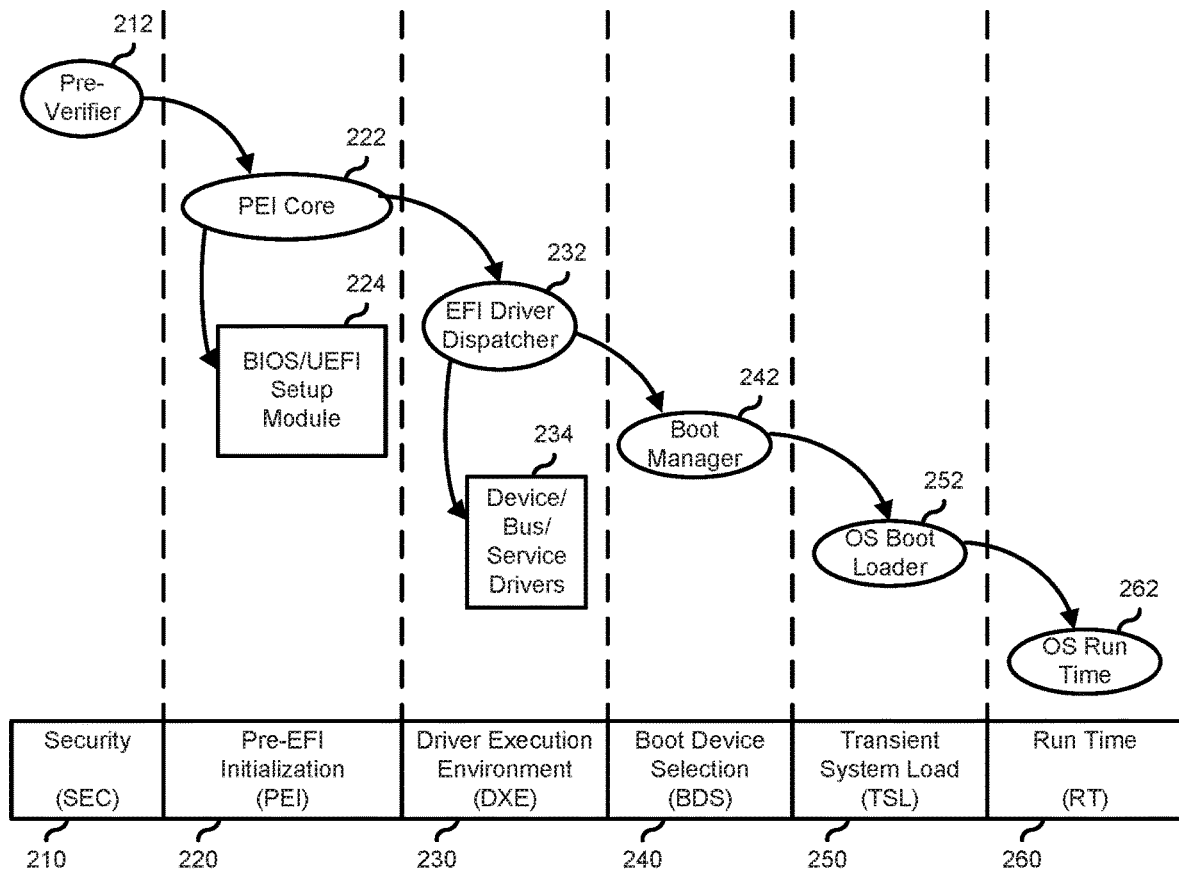 212
Pre-
Verifier
222
PEI Core
224
BIOS/UEFI
Setup
Module
232
EFI Driver
Dispatcher
234
Device/
Bus/
Service
Drivers
242
Boot
Manager
252
OS Boot
Loader
262
OS Run
Time
Security
(SEC)
Pre-EFI
Initialization
(PEI)
Driver Execution
Environment
(DXE)
Boot Device
Selection
(BDS)
Transient
System Load
(TSL)
Run Time
(RT)
210
220
230
240
250
260